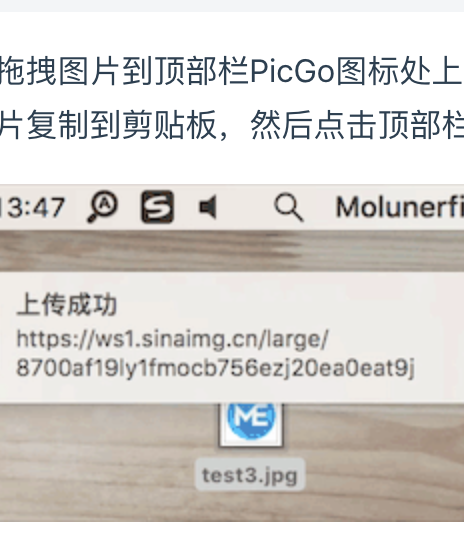 拖拽图片到顶部栏PicGo图标处上
片复制到剪贴板，然后点击顶部栏
13:47
Molunerfi
上传成功
https://ws1.sinaimg.cn/large/
8700af19ly1fmocb756ezj20ea0eat9j
ME
test3.jpg